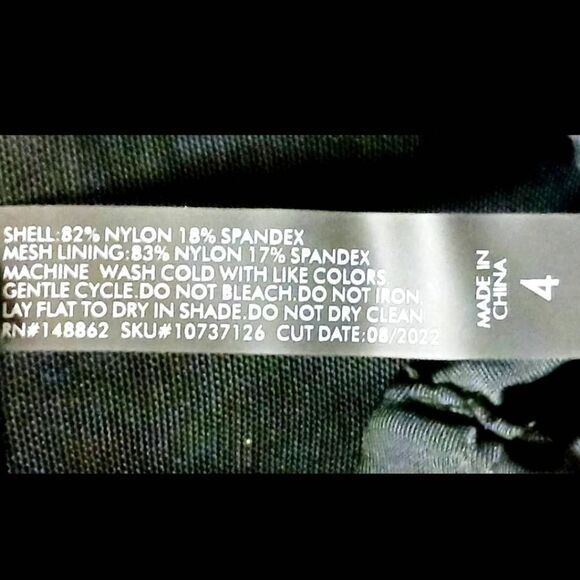 SHELL:82% NYLON 18% SPANDEX
MESH LINING:83% NYLON 17% SPANDEX
MACHINE WASH COLD WITH LIKE COLORS.
GENTLE CYCLE.DO NOT BLEACH.DO NOT IRON.
LAY FLAT TO DRY IN SHADE.DO NOT DRY CLEAN.
RN#148862 SKU#10737126 CUT DATE:08/2022
MADE IN
CHINA
4